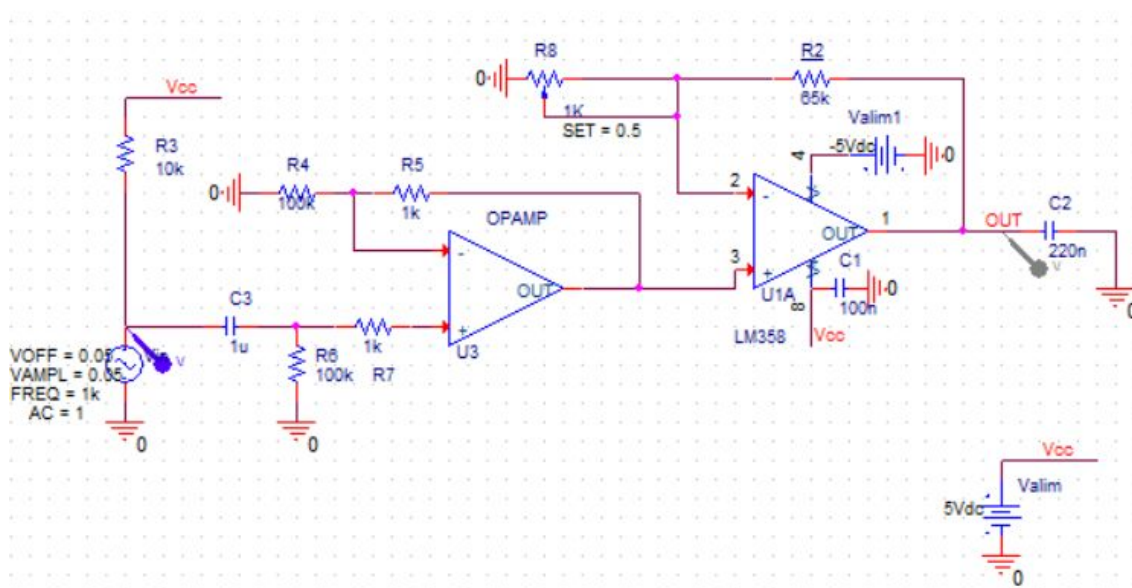 R8
R2
0
1K
SET = 0.5
65k
Vcc
Valim1
-5Vdc
0
R3
10k
R4
R5
0
100k
1k
OPAMP
4
2
-
1
OUT
OUT
C2
220n
0
3
+
U1A
C1
100n
0
8
LM358
Vcc
-
OUT
+
U3
C3
1u
1k
R7
R6
100k
0
VOFF = 0.05
VAMPL = 0.05
FREQ = 1k
AC = 1
V
V
0
Vcc
Valim
5Vdc
0